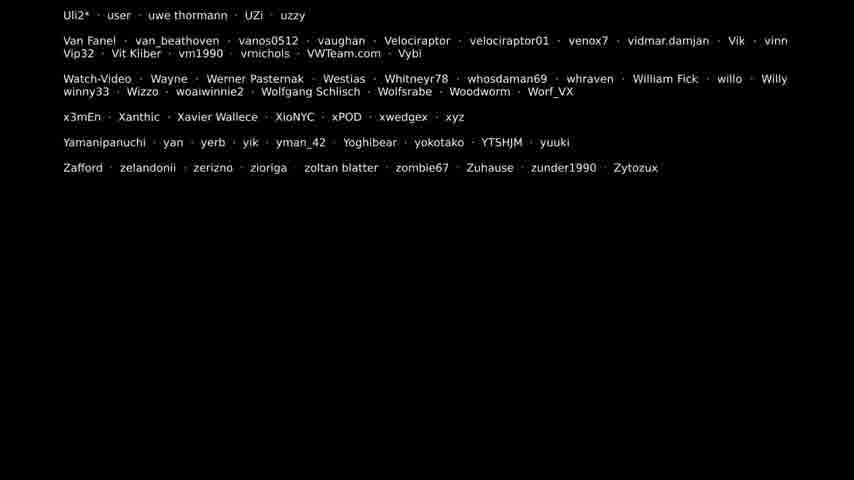 Uli2* · user · uwe thormann · UZi · uzzy
Van Fanel · van_beathoven · vanos0512 · vaughan · Velociraptor · velociraptor01 · venox7 · vidmar.damjan · Vik · vinn
Vip32 · Vit Kliber · vm1990 · vmichols · VWTeam.com · Vybi
Watch-Video · Wayne · Werner Pasternak · Westias · Whitneyr78 · whosdaman69 · whraven · William Fick · willo · Willy
winny33 · Wizzo · woaiwinnie2 · Wolfgang Schlisch · Wolfsrabe · Woodworm · Worf_VX
x3mEn · Xanthic · Xavier Wallece · XioNYC · xPOD · xwedgex · xyz
Yamanipanuchi · yan · yerb · yik · yman_42 · Yoghibear · yokotako · YTSHJM · yuuki
Zafford · zelandonii · zerizno · zioriga · zoltan blatter · zombie67 · Zuhause · zunder1990 · Zytozux